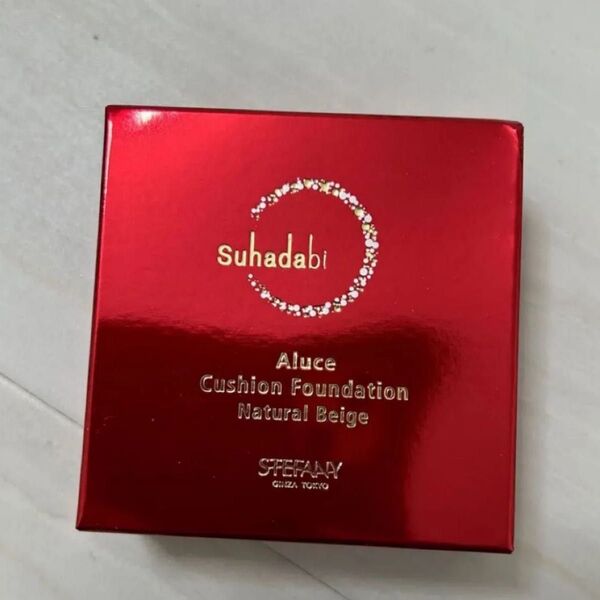 Suhadabi
Aluce
Cushion Foundation
Natural Beige
STEFANY
GINZA TOKYO